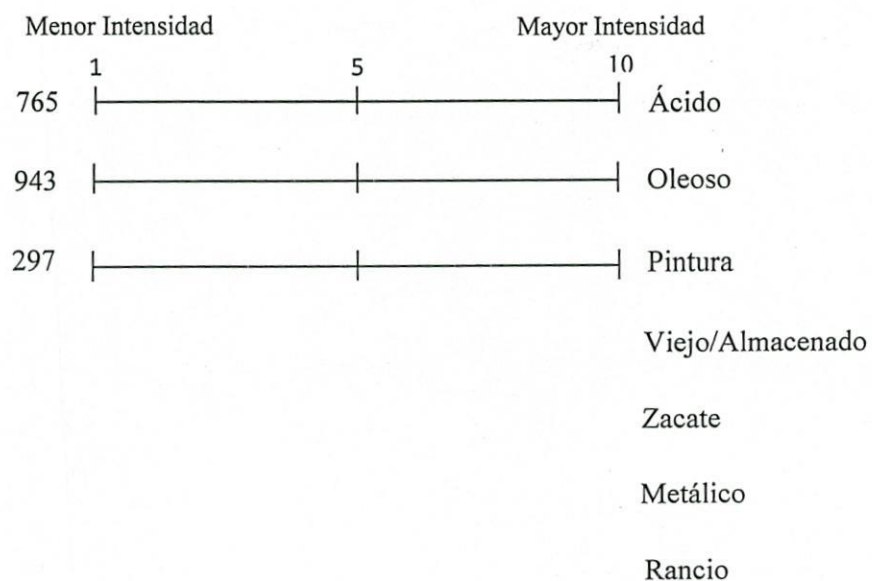 Menor Intensidad Mayor Intensidad
1 5 10
765 Ácido
943 Oleoso
297 Pintura
Viejo/Almacenado
Zacate
Metálico
Rancio